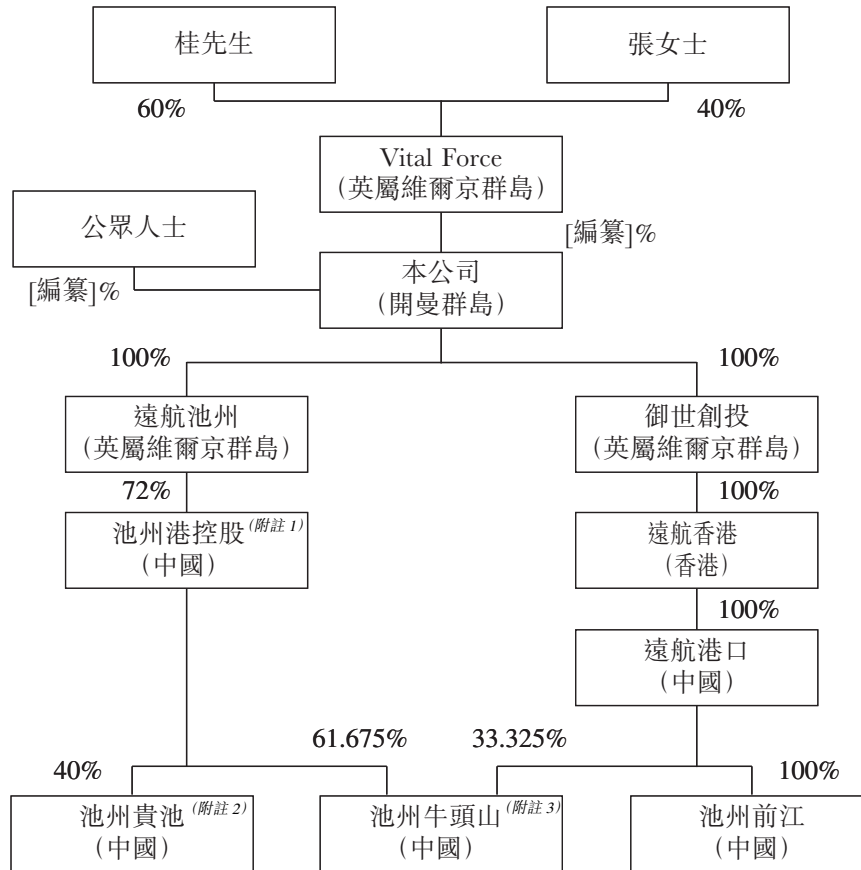 桂先生
張女士
60%
40%
Vital Force
(英屬維爾京群島)
公眾人士
[編纂]%
[編纂]%
本公司
(開曼群島)
100%
100%
遠航池州
(英屬維爾京群島)
御世創投
(英屬維爾京群島)
72%
100%
池州港控股(附註 1)
(中國)
遠航香港
(香港)
100%
遠航港口
(中國)
61.675%
33.325%
40%
100%
池州貴池(附註 2)
(中國)
池州牛頭山(附註 3)
(中國)
池州前江
(中國)